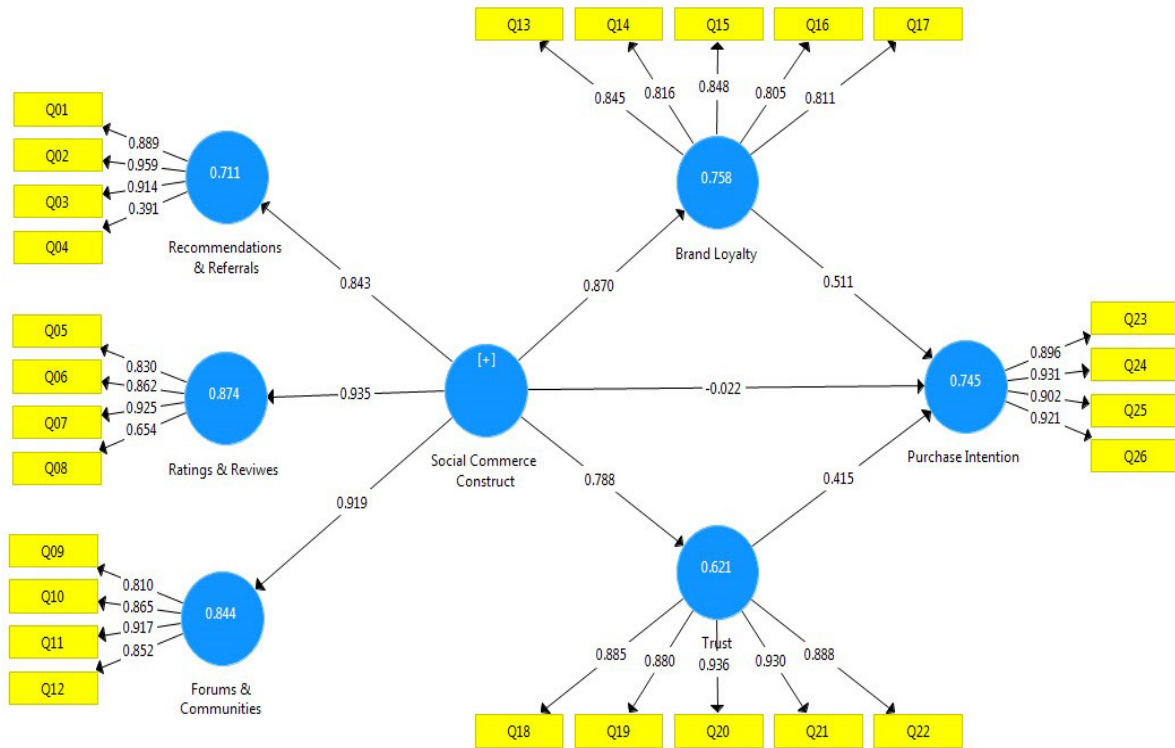 Q13
Q14
Q15
Q16
Q17
0.845
0.816
0.848
0.805
0.811
0.758
Brand Loyalty
Q01
Q02
Q03
Q04
0.889
0.959
0.914
0.391
0.711
Recommendations
& Referrals
0.843
0.870
0.511
Q05
Q06
Q07
Q08
0.830
0.862
0.925
0.654
0.874
Ratings & Reviwes
0.935
[+]
Social Commerce
Construct
-0.022
0.745
Purchase Intention
0.896
0.931
0.902
0.921
Q23
Q24
Q25
Q26
0.919
0.788
0.415
Q09
Q10
Q11
Q12
0.810
0.865
0.917
0.852
0.844
Forums &
Communities
0.621
Trust
0.885
0.880
0.936
0.930
0.888
Q18
Q19
Q20
Q21
Q22